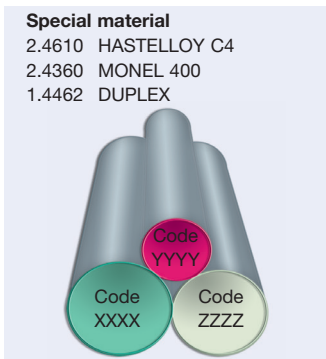 Special material
2.4610 HASTELLOY C4
2.4360 MONEL 400
1.4462 DUPLEX
Code
YYYY
Code
XXXX
Code
ZZZZ